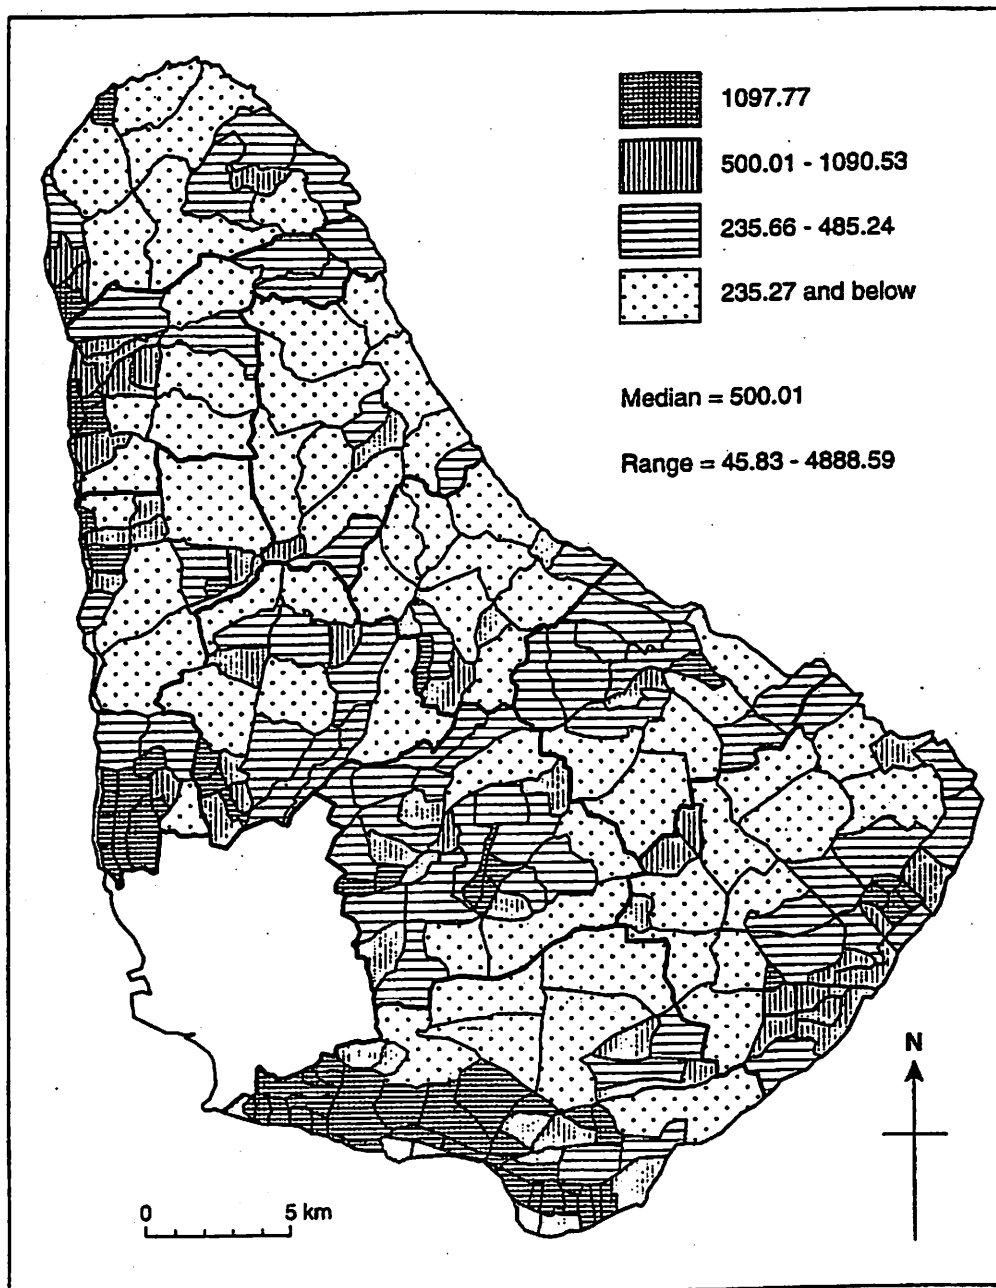 1097.77
500.01 - 1090.53
235.66 - 485.24
235.27 and below
Median = 500.01
Range = 45.83 - 4888.59
N
0 5 km